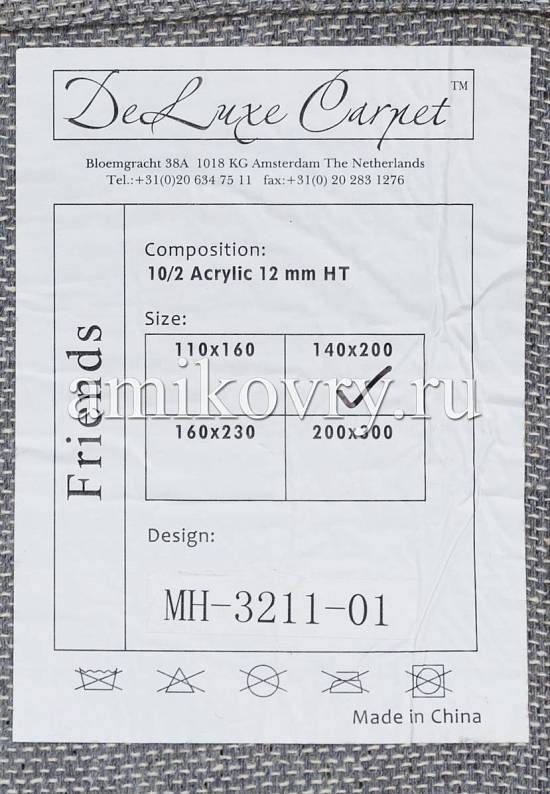 DeLuxe Carpet™
Bloemgracht 38A 1018 KG Amsterdam The Netherlands
Tel.:+31(0)20 634 75 11 fax:+31(0) 20 283 1276
Friends
Composition:
10/2 Acrylic 12 mm HT
Size:
110x160 140x200
amikovry.ru
160x230 200x300
Design:
MH-3211-01
Made in China